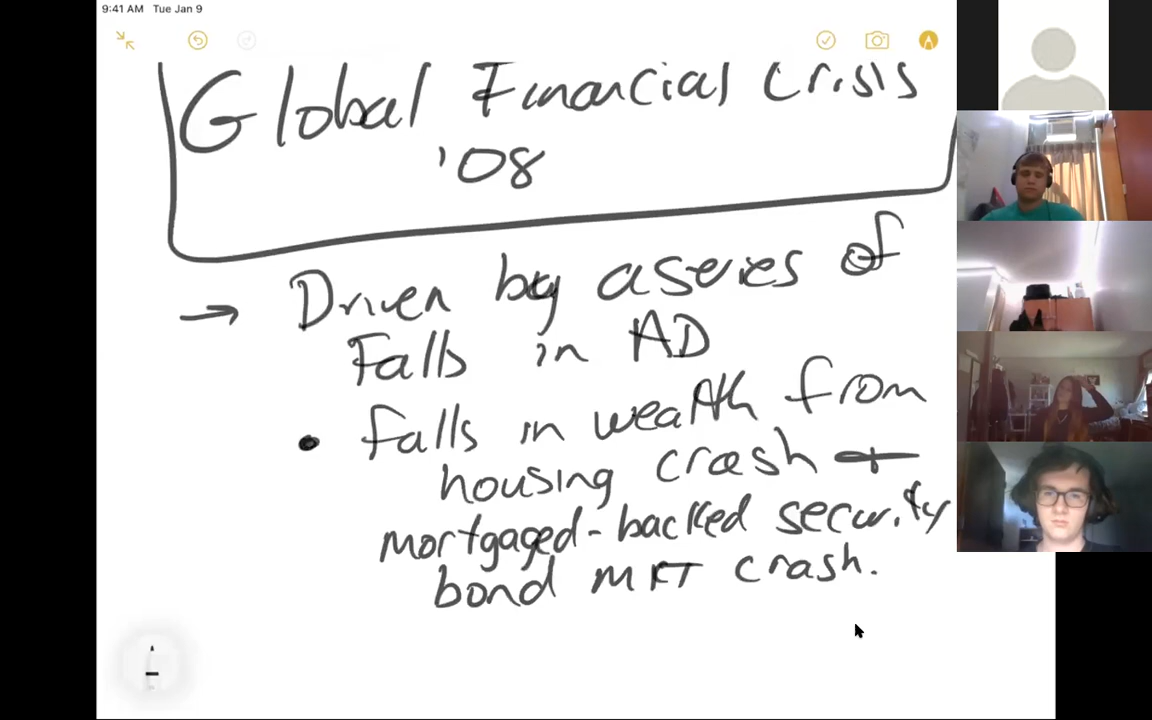 9:41 AM Tue Jan 9
Global Financial Crisis
'08
→ Driven by a series of
Falls in AD
• falls in wealth from
housing crash +
mortgaged-backed security
bond MKT crash.